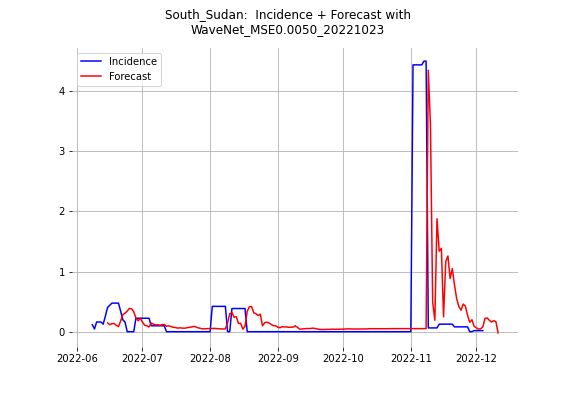 South_Sudan:  Incidence + Forecast with
WaveNet_MSE0.0050_20221023
Incidence
Forecast
4
3
2
1
0
2022-06 2022-07 2022-08 2022-09 2022-10 2022-11 2022-12